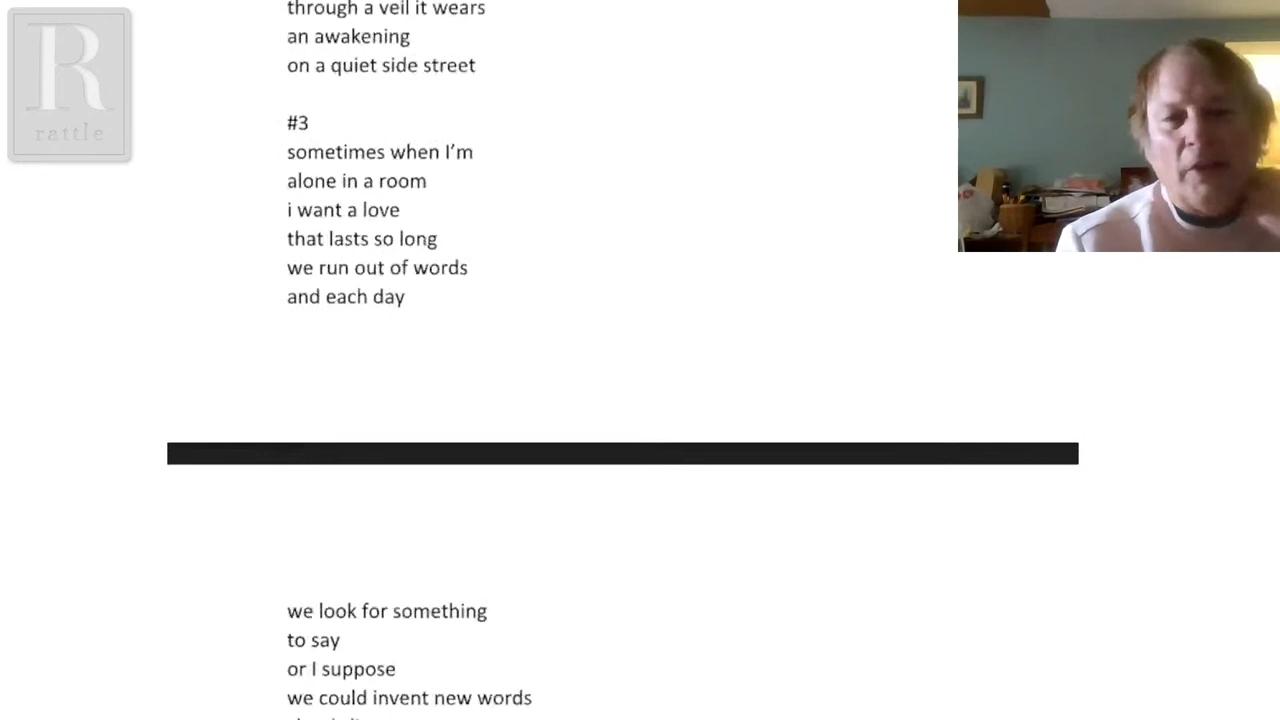 R
rattle
through a veil it wears
an awakening
on a quiet side street
#3
sometimes when I’m
alone in a room
i want a love
that lasts so long
we run out of words
and each day
we look for something
to say
or I suppose
we could invent new words